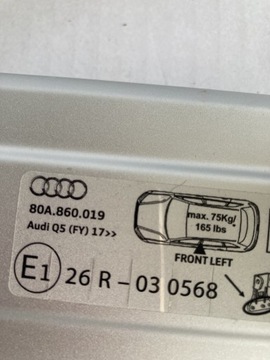 80A.860.019
Audi Q5 (FY) 17>>
max. 75Kg/
165 lbs
FRONT LEFT
E1 26 R - 03 0568